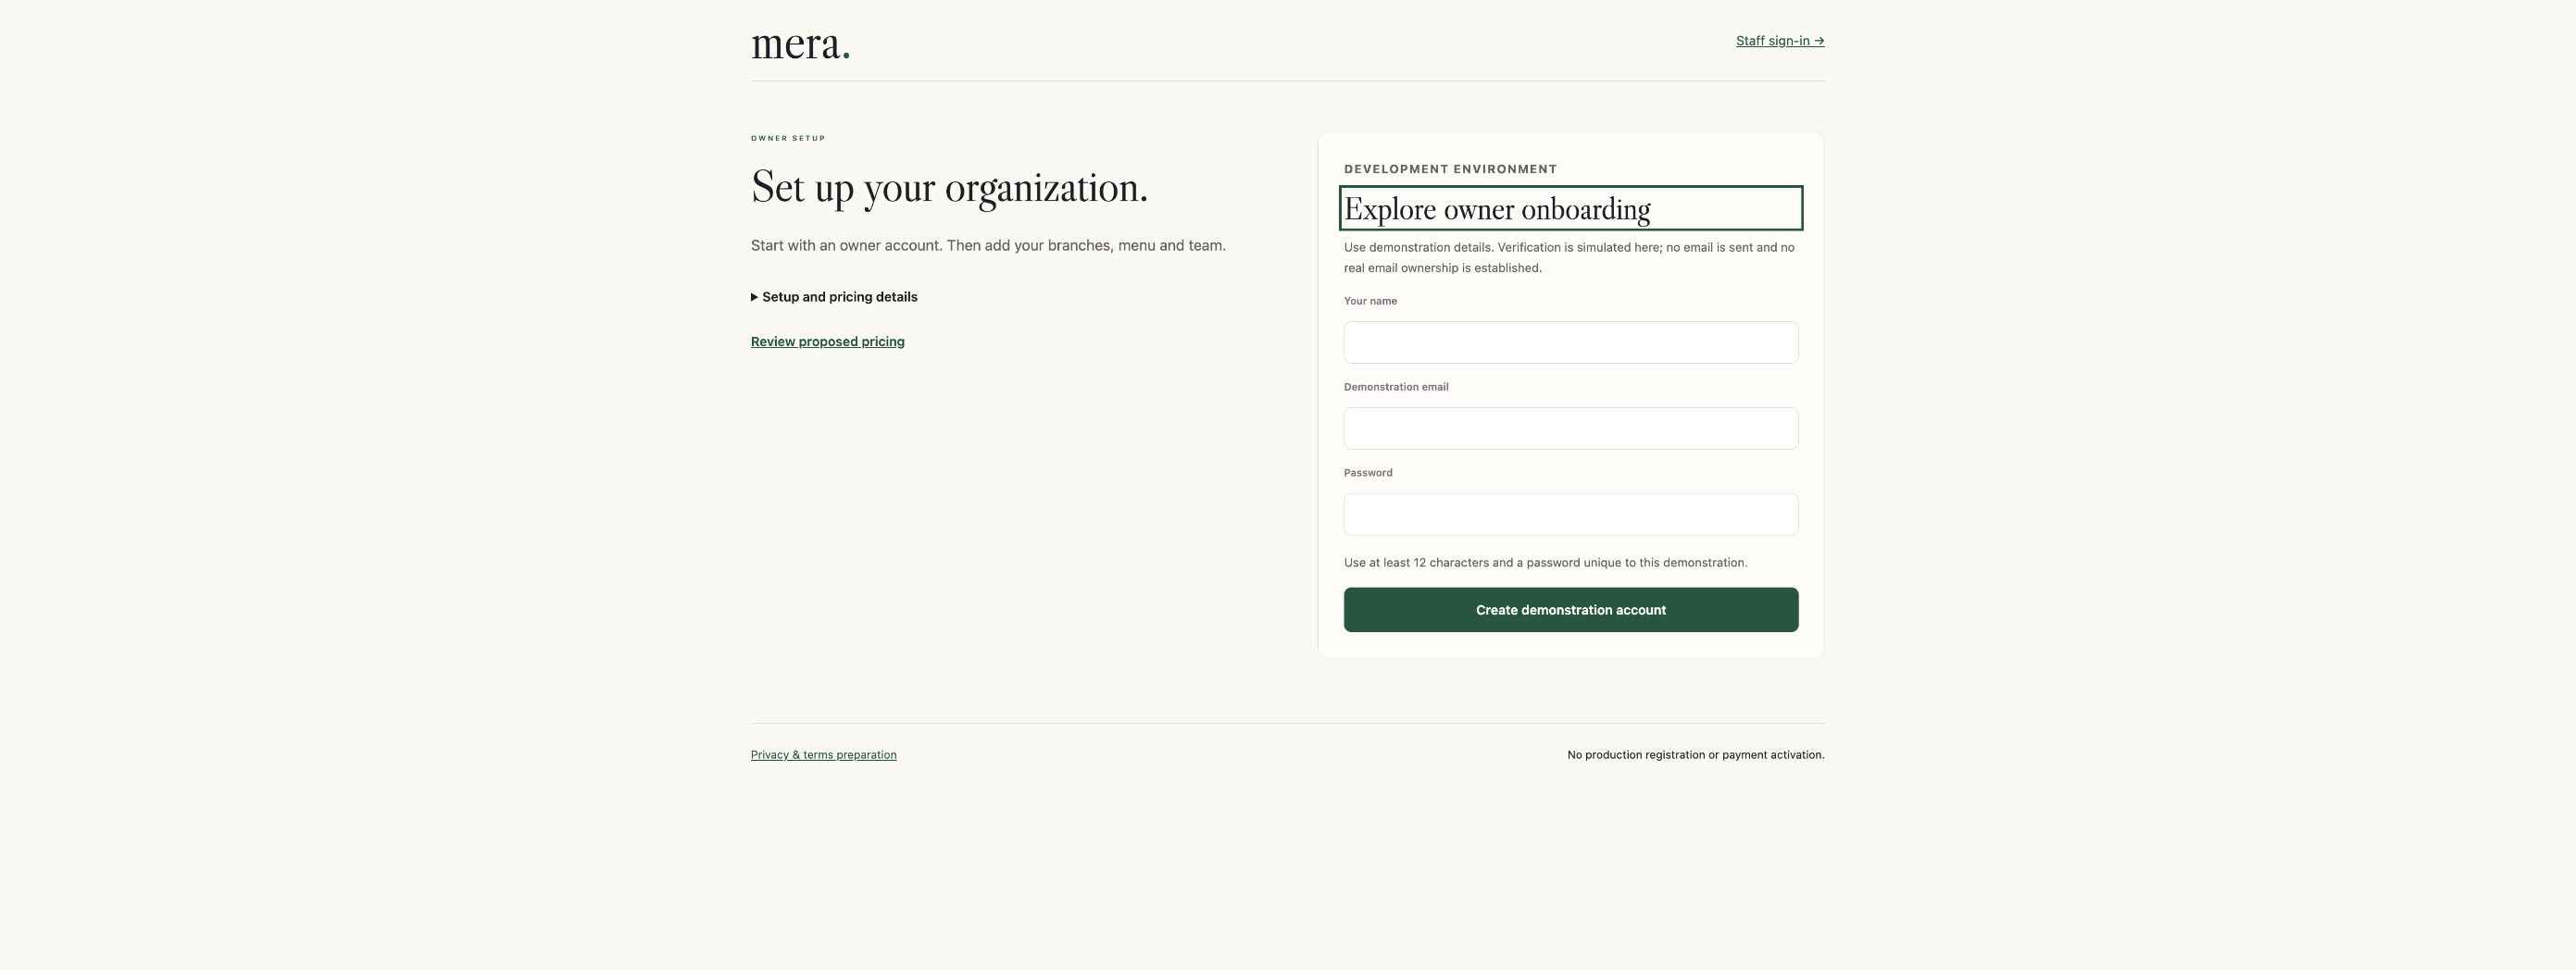 mera.
Staff sign-in →
OWNER SETUP
Set up your organization.
Start with an owner account. Then add your branches, menu and team.
▶ Setup and pricing details
Review proposed pricing
DEVELOPMENT ENVIRONMENT
Explore owner onboarding
Use demonstration details. Verification is simulated here; no email is sent and no
real email ownership is established.
Your name
Demonstration email
Password
Use at least 12 characters and a password unique to this demonstration.
Create demonstration account
Privacy & terms preparation
No production registration or payment activation.